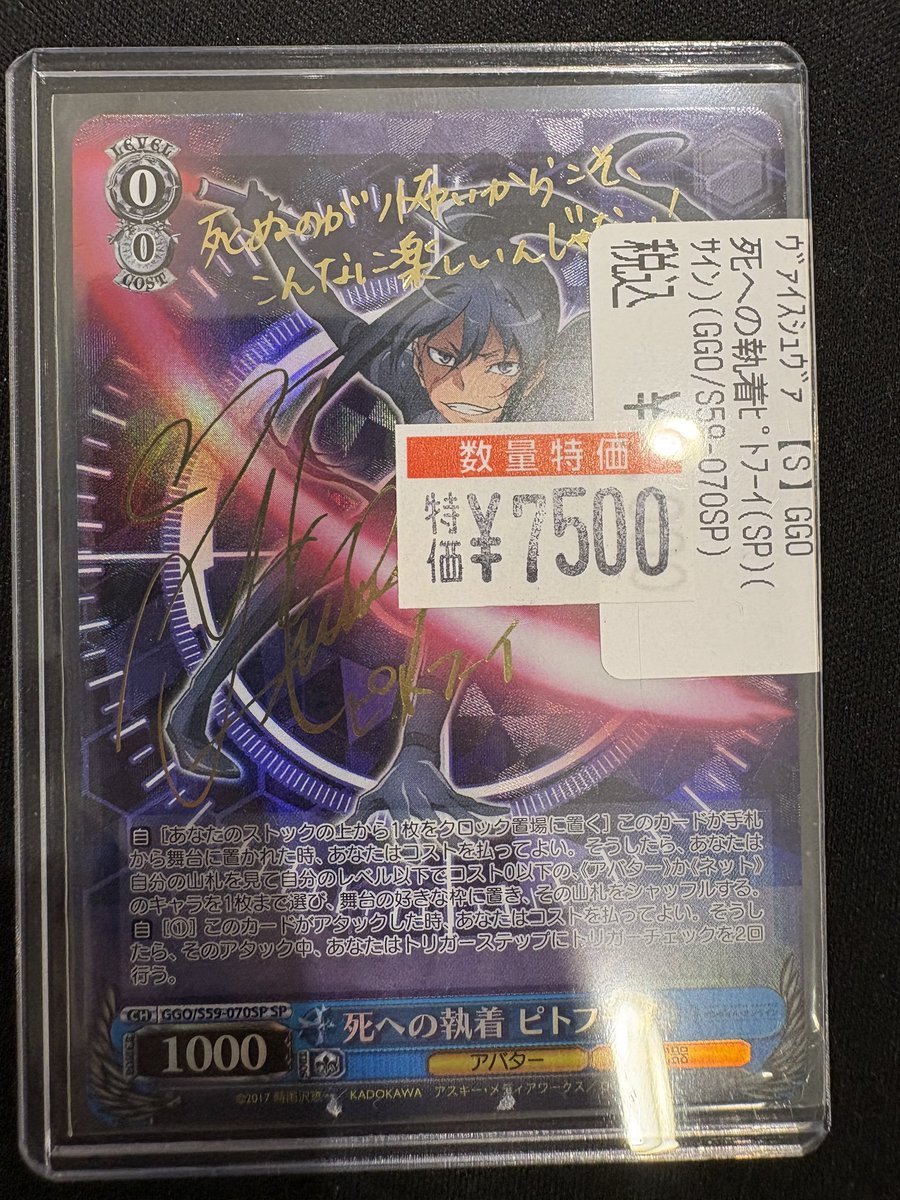 LEVEL
0
0
COST
死ぬのが小怖いからこそ、
こんなに楽しいんじゃない!
ヴァイスシュヴァ 【S】GGO
死への執着ピトフーイ(SP)(
サイン)(GGO/S59-070SP)
税込 ¥
数量特価
特価 ¥7500
ピトフーイ
自 [あなたのストックの上から1枚をクロック置場に置く] このカードが手札
から舞台に置かれた時、あなたはコストを払ってよい。そうしたら、あなたは
自分の山札を見て自分のレベル以下でコスト0以下の、《アバター》か《ネット》
のキャラを1枚まで選び、舞台の好きな枠に置き、その山札をシャッフルする。
自 [①] このカードがアタックした時、あなたはコストを払ってよい。そうし
たら、そのアタック中、あなたはトリガーステップにトリガーチェックを2回
行う。
CH GGO/S59-070SP SP
死への執着 ピトフ
1000
アバター
©2017 時雨沢恵一/KADOKAWA アスキー・メディアワークス/